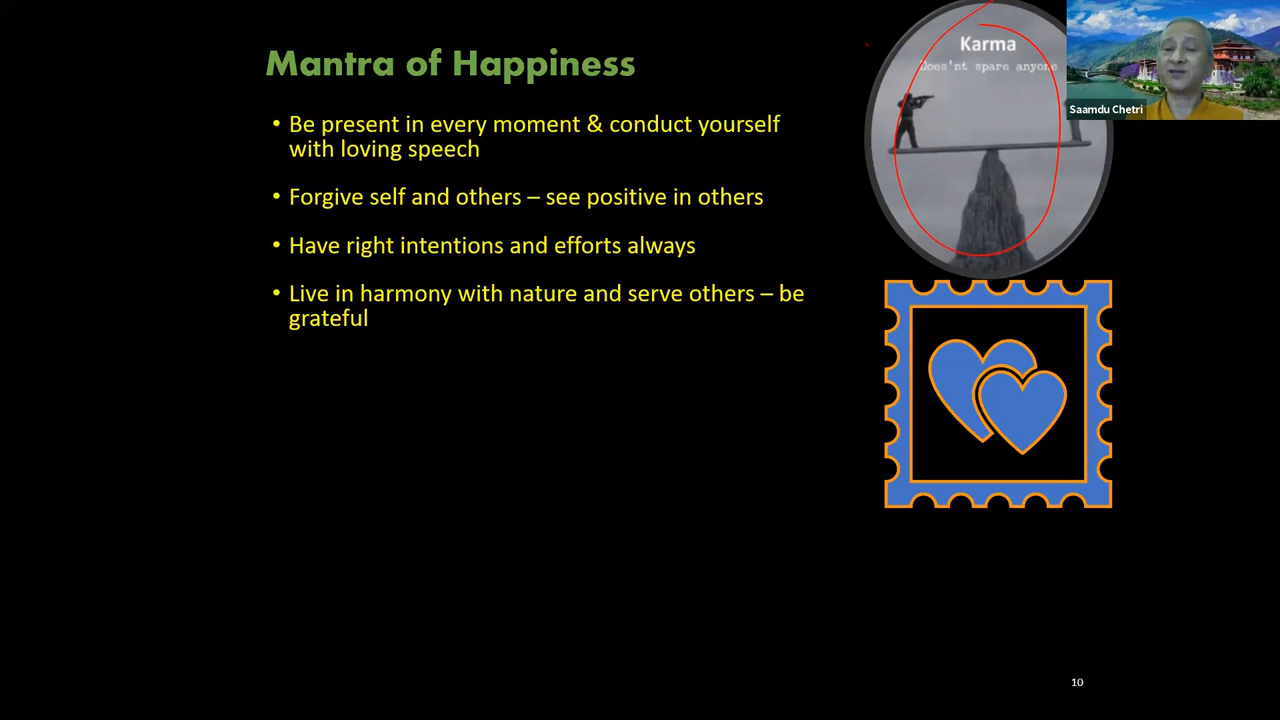 Mantra of Happiness
• Be present in every moment & conduct yourself
with loving speech
• Forgive self and others – see positive in others
• Have right intentions and efforts always
• Live in harmony with nature and serve others – be
grateful
Karma
Does'nt spare anyone
Saamdu Chetri
10